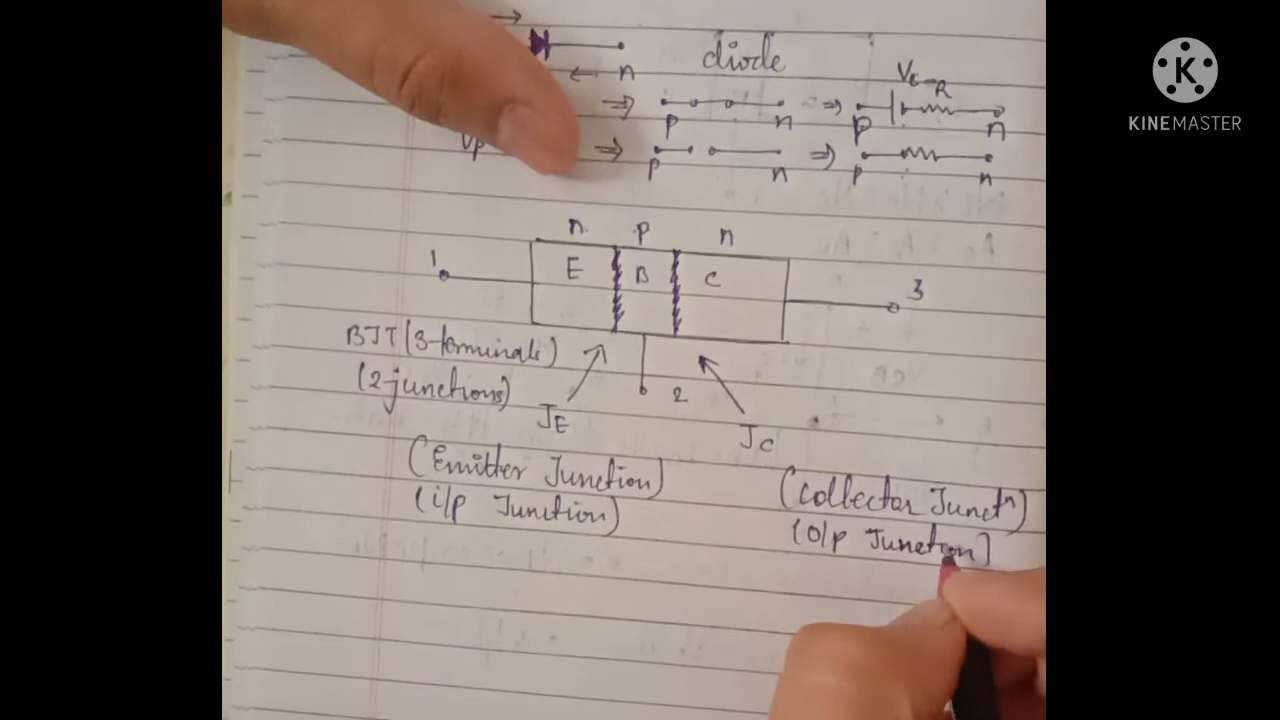 diode
n
Vc R
p n p n
Vp
p n p n
n p n
1 E B C 3
BJT (3-terminals)
(2-junctions)
2
JE
JC
(Emitter Junction)
(i/p Junction)
(Collector Junctn)
(O/p Junction)
KINEMASTER